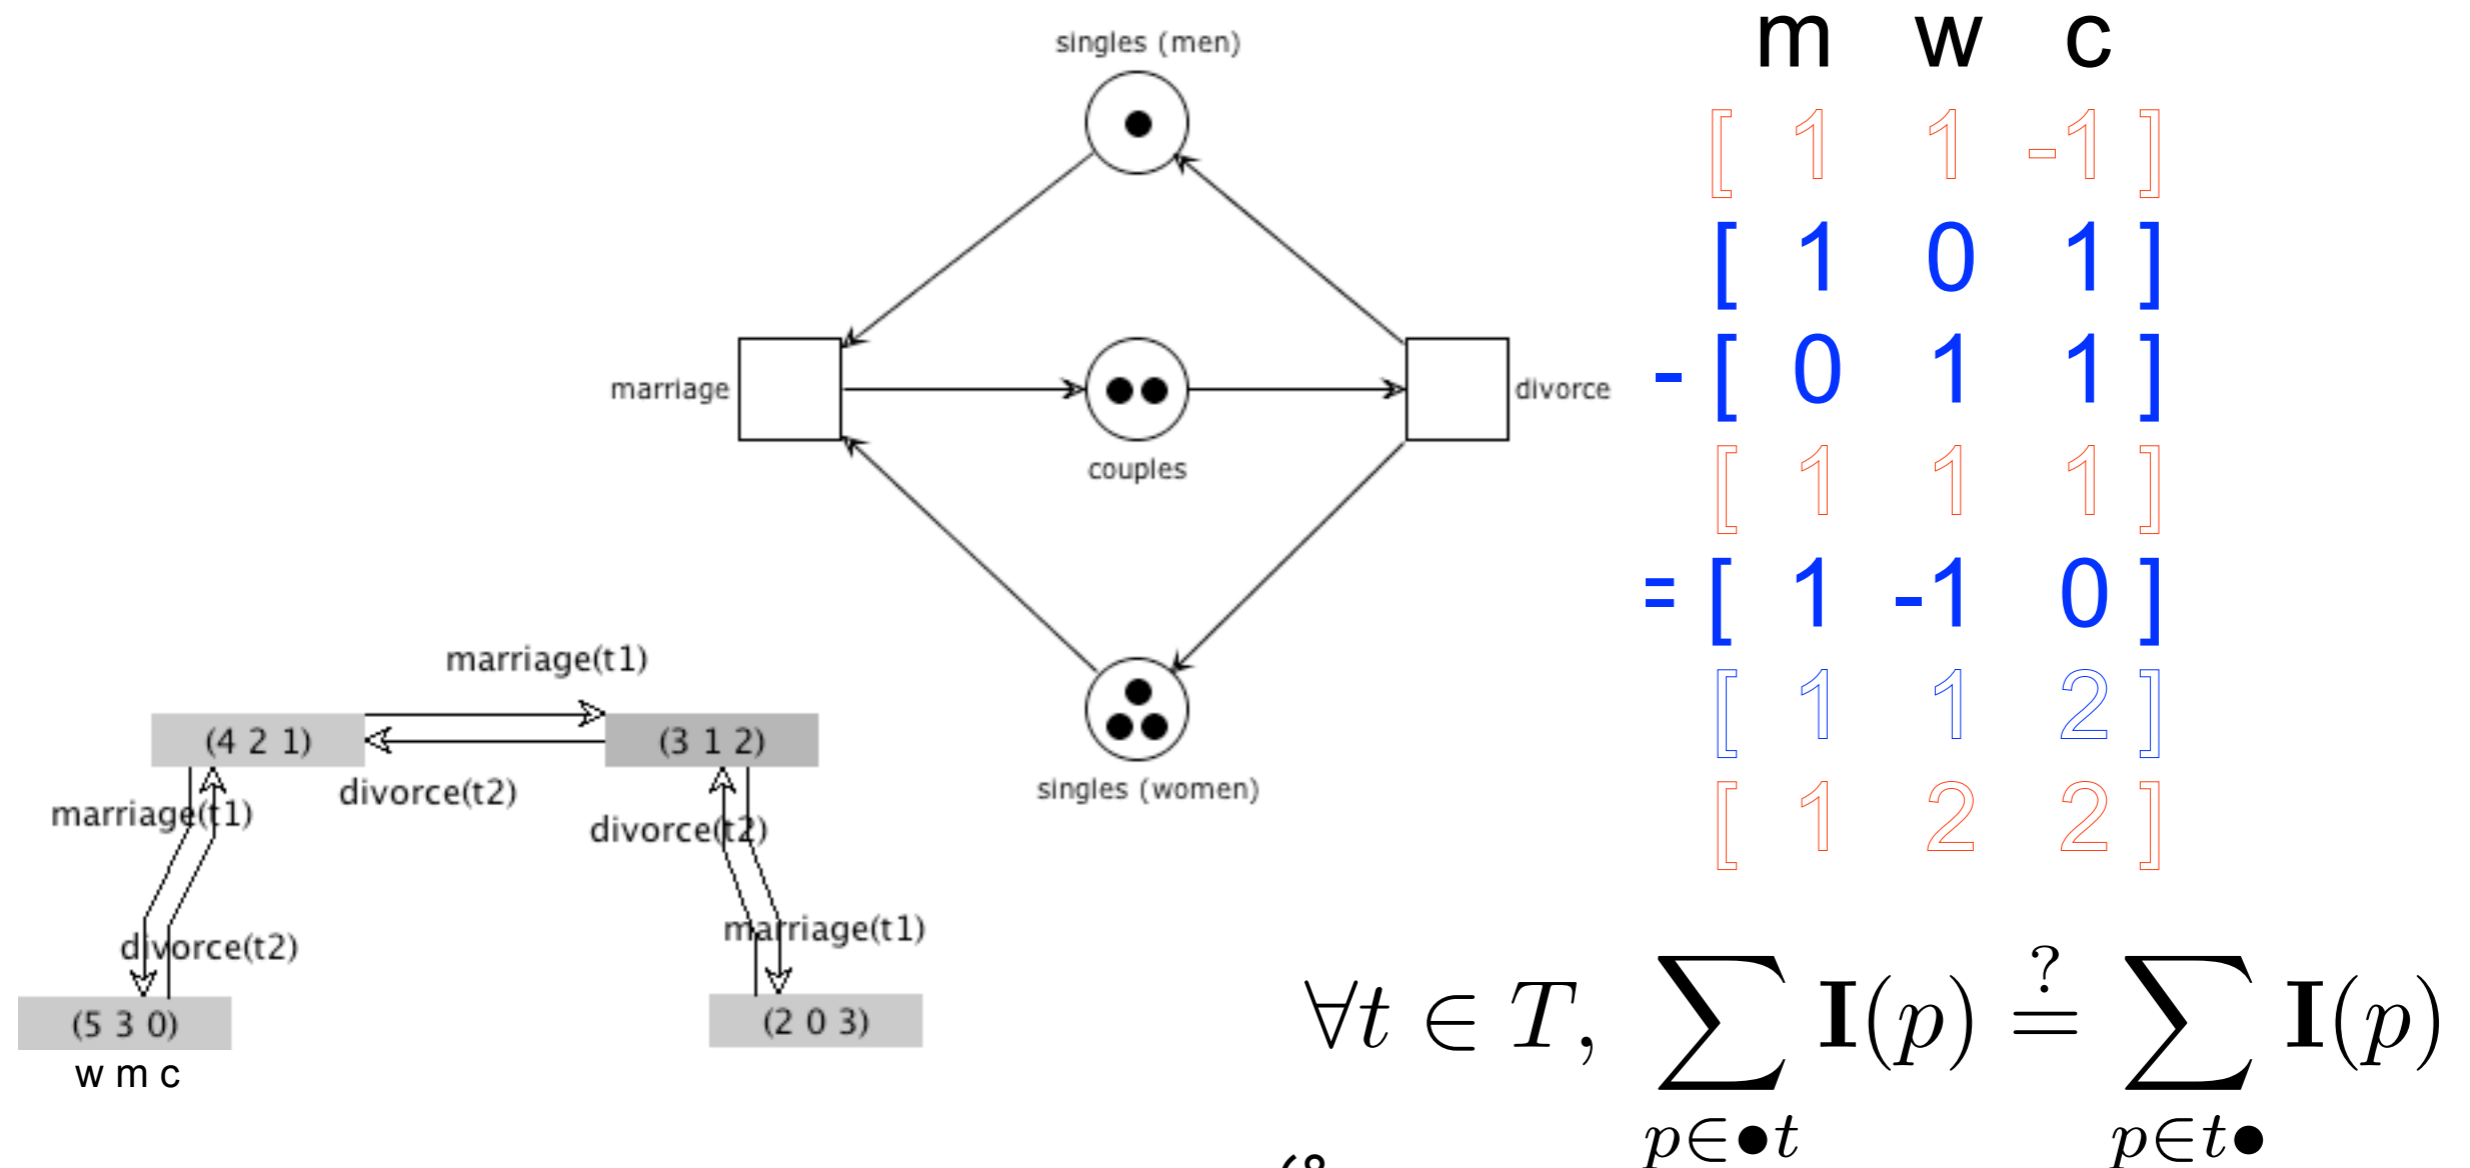 singles (men)
marriage
couples
divorce
singles (women)
m w c
[ 1 1 -1 ]
[ 1 0 1 ]
- [ 0 1 1 ]
[ 1 1 1 ]
= [ 1 -1 0 ]
[ 1 1 2 ]
[ 1 2 2 ]
marriage(t1)
(4 2 1)
(3 1 2)
divorce(t2)
marriage(t1)
divorce(t2)
divorce(t2)
marriage(t1)
(5 3 0)
(2 0 3)
w m c
∀t ∈ T, ∑ I(p) ≟ ∑ I(p)
p∈●t p∈t●